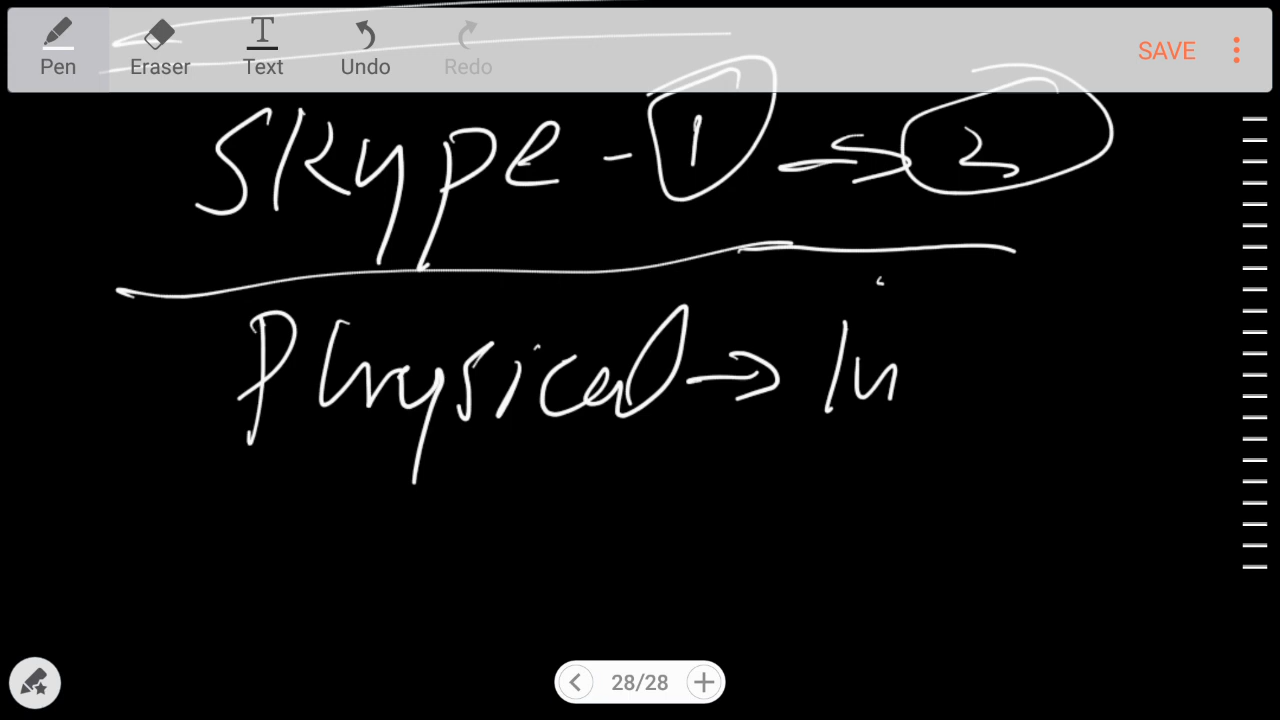 Pen Eraser Text Undo Redo SAVE
Skype - 1 → 2
Physical → In
28/28